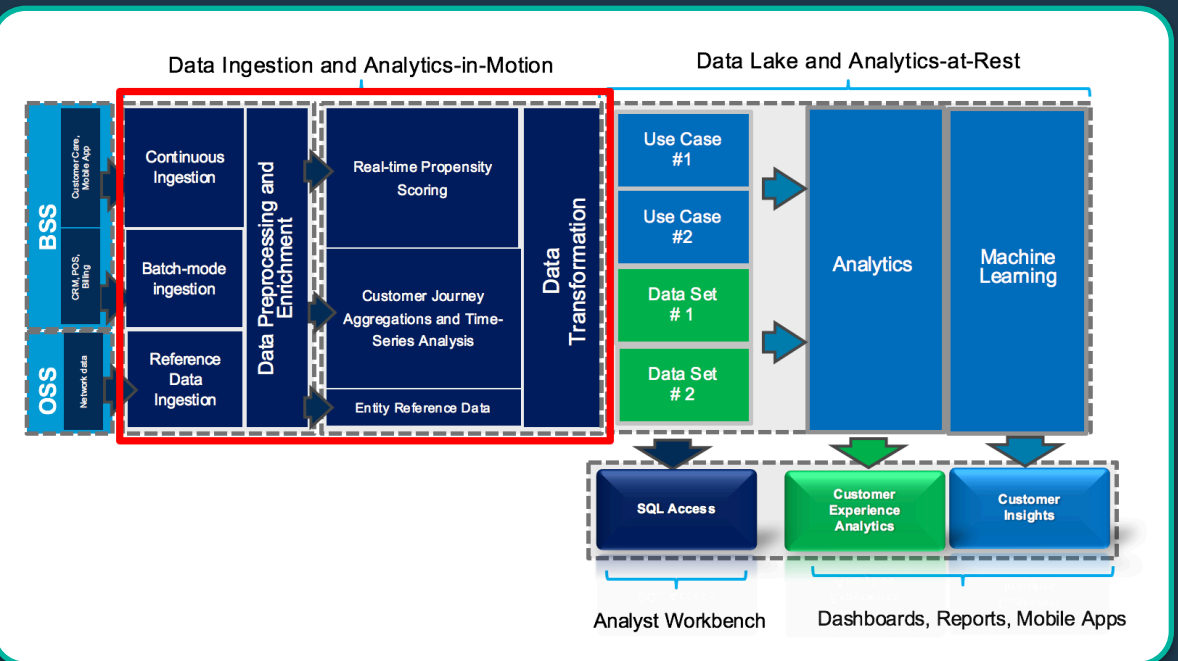 Data Ingestion and Analytics-in-Motion
Data Lake and Analytics-at-Rest
BSS
Customer Care,
Mobile App
CRM, POS,
Billing
OSS
Network data
Continuous
Ingestion
Batch-mode
ingestion
Reference
Data
Ingestion
Data Preprocessing and
Enrichment
Real-time Propensity
Scoring
Customer Journey
Aggregations and Time-
Series Analysis
Entity Reference Data
Data
Transformation
Use Case
#1
Use Case
#2
Data Set
# 1
Data Set
# 2
Analytics
Machine
Learning
SQL Access
Customer
Experience
Analytics
Customer
Insights
Analyst Workbench
Dashboards, Reports, Mobile Apps